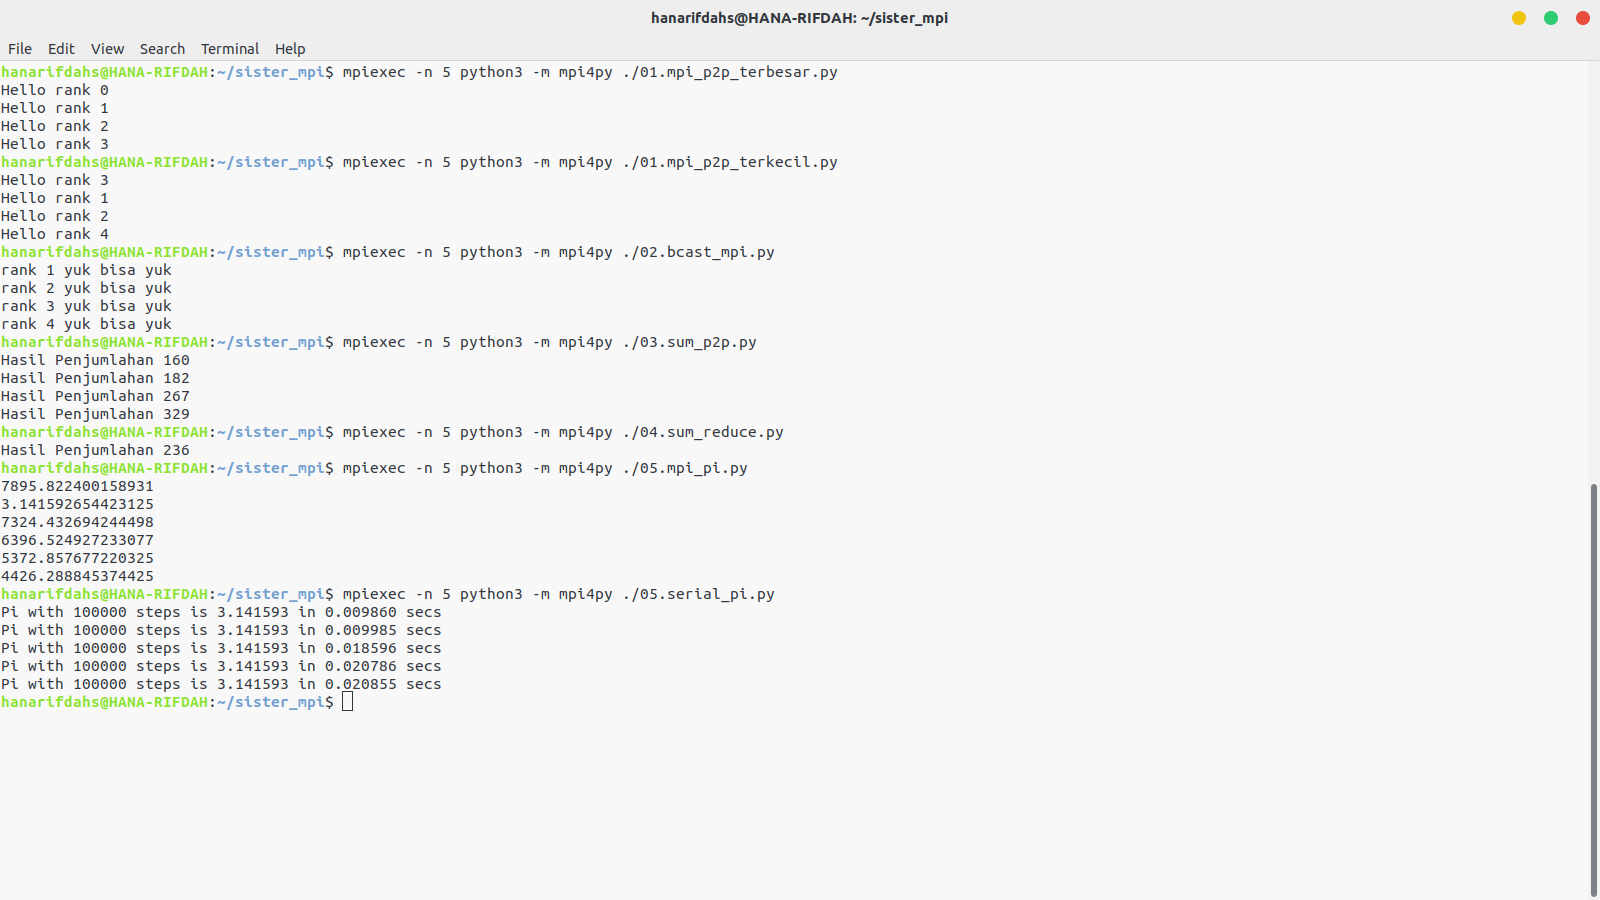 hanarifdahs@HANA-RIFDAH: ~/sister_mpi
File Edit View Search Terminal Help
hanarifdahs@HANA-RIFDAH:~/sister_mpi$ mpiexec -n 5 python3 -m mpi4py ./01.mpi_p2p_terbesar.py
Hello rank 0
Hello rank 1
Hello rank 2
Hello rank 3
hanarifdahs@HANA-RIFDAH:~/sister_mpi$ mpiexec -n 5 python3 -m mpi4py ./01.mpi_p2p_terkecil.py
Hello rank 3
Hello rank 1
Hello rank 2
Hello rank 4
hanarifdahs@HANA-RIFDAH:~/sister_mpi$ mpiexec -n 5 python3 -m mpi4py ./02.bcast_mpi.py
rank 1 yuk bisa yuk
rank 2 yuk bisa yuk
rank 3 yuk bisa yuk
rank 4 yuk bisa yuk
hanarifdahs@HANA-RIFDAH:~/sister_mpi$ mpiexec -n 5 python3 -m mpi4py ./03.sum_p2p.py
Hasil Penjumlahan 160
Hasil Penjumlahan 182
Hasil Penjumlahan 267
Hasil Penjumlahan 329
hanarifdahs@HANA-RIFDAH:~/sister_mpi$ mpiexec -n 5 python3 -m mpi4py ./04.sum_reduce.py
Hasil Penjumlahan 236
hanarifdahs@HANA-RIFDAH:~/sister_mpi$ mpiexec -n 5 python3 -m mpi4py ./05.mpi_pi.py
7895.822400158931
3.141592654423125
7324.432694244498
6396.524927233077
5372.857677220325
4426.288845374425
hanarifdahs@HANA-RIFDAH:~/sister_mpi$ mpiexec -n 5 python3 -m mpi4py ./05.serial_pi.py
Pi with 100000 steps is 3.141593 in 0.009860 secs
Pi with 100000 steps is 3.141593 in 0.009985 secs
Pi with 100000 steps is 3.141593 in 0.018596 secs
Pi with 100000 steps is 3.141593 in 0.020786 secs
Pi with 100000 steps is 3.141593 in 0.020855 secs
hanarifdahs@HANA-RIFDAH:~/sister_mpi$